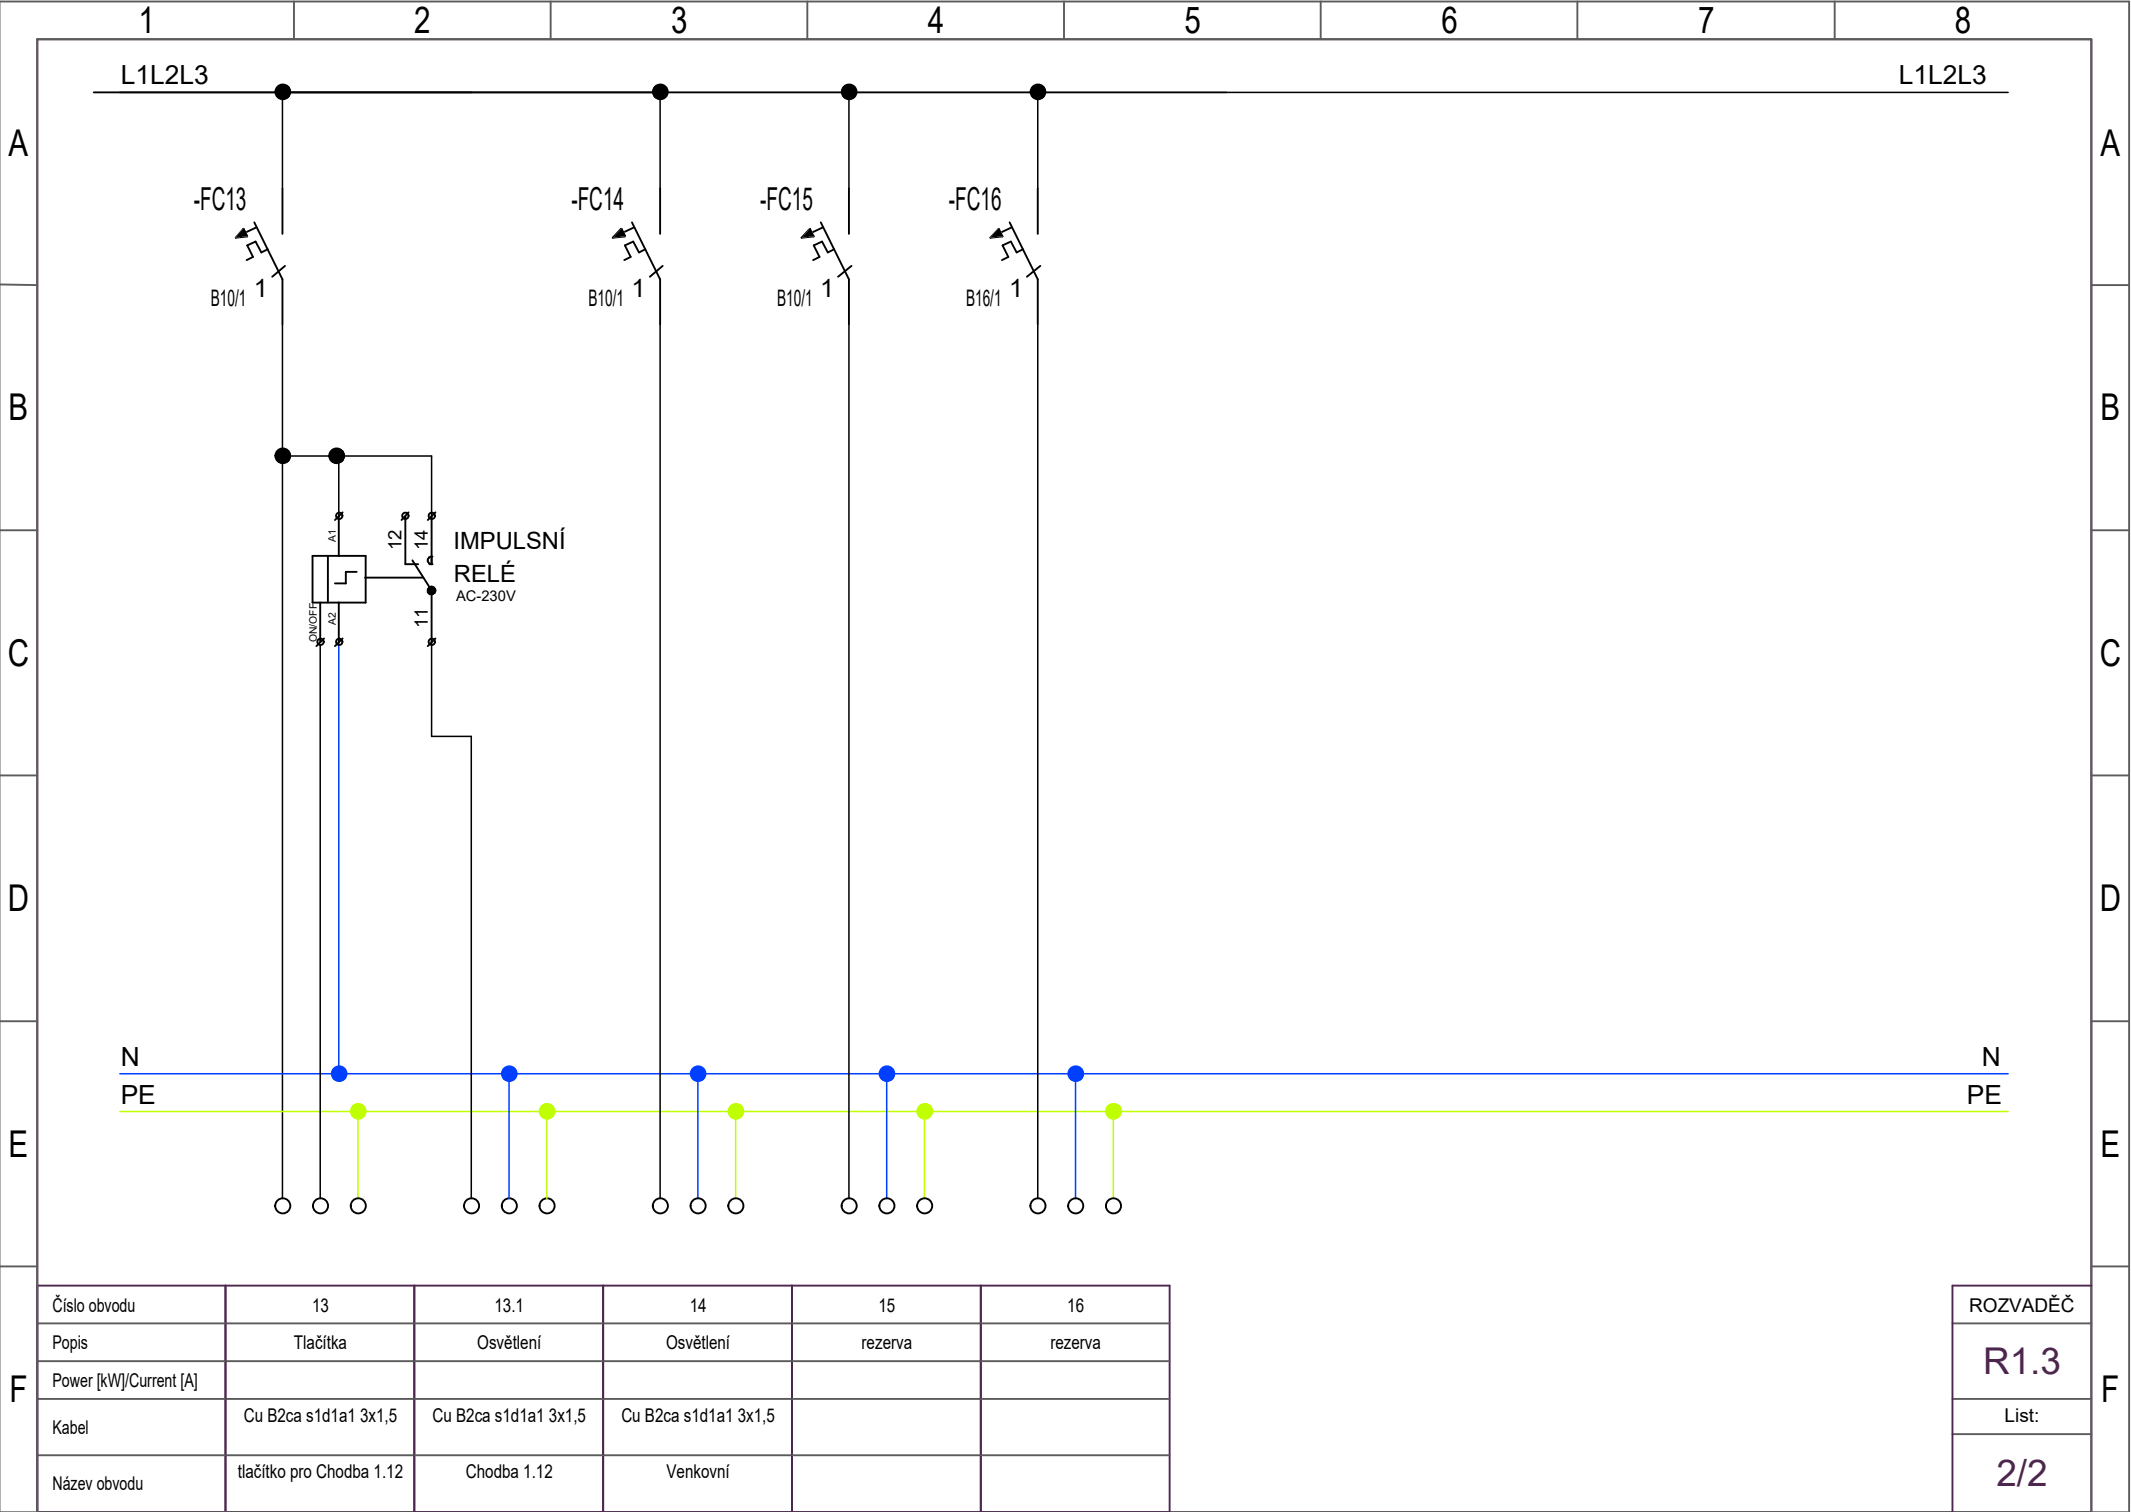 1 2 3 4 5 6 7 8
L1L2L3 L1L2L3
A A
-FC13 -FC14 -FC15 -FC16
1 1 1 1
B10/1 B10/1 B10/1 B16/1
B B
A1 12 14 IMPULSNÍ
RELÉ
AC-230V
ON/OFF A2 11
C C
D D
N N
PE PE
E E
Číslo obvodu 13 13.1 14 15 16
Popis Tlačítka Osvětlení Osvětlení rezerva rezerva
Power [kW]/Current [A]
Kabel Cu B2ca s1d1a1 3x1,5 Cu B2ca s1d1a1 3x1,5 Cu B2ca s1d1a1 3x1,5
Název obvodu tlačítko pro Chodba 1.12 Chodba 1.12 Venkovní
F F
ROZVADĚČ
R1.3
List:
2/2